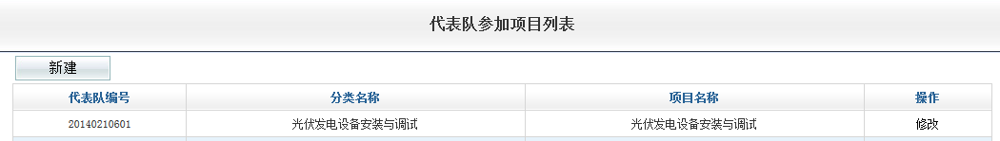 代表队参加项目列表
新建
代表队编号 分类名称 项目名称 操作
20140210601 光伏发电设备安装与调试 光伏发电设备安装与调试 修改